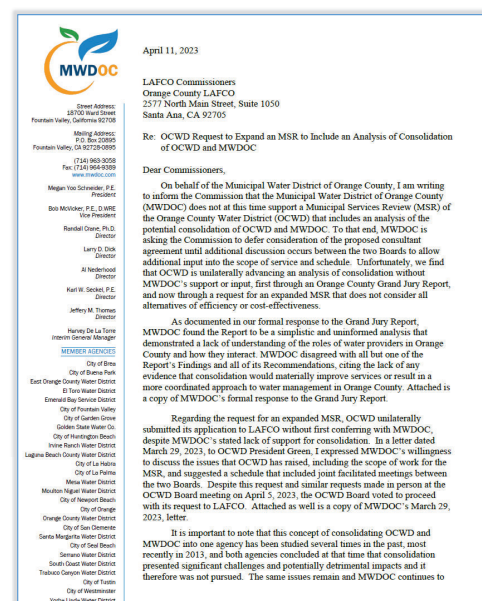 MWDOC
Street Address:
18700 Ward Street
Fountain Valley, California 92708
Mailing Address:
P.O. Box 20895
Fountain Valley, CA 92728-0895
(714) 963-3058
Fax: (714) 964-9389
www.mwdoc.com
Megan Yoo Schneider, P.E.
President
Bob McVicker, P.E., D.WRE
Vice President
Randall Crane, Ph.D.
Director
Larry D. Dick
Director
Al Nederhood
Director
Karl W. Seckel, P.E.
Director
Jeffery M. Thomas
Director
Harvey De La Torre
Interim General Manager
MEMBER AGENCIES
City of Brea
City of Buena Park
East Orange County Water District
El Toro Water District
Emerald Bay Service District
City of Fountain Valley
City of Garden Grove
Golden State Water Co.
City of Huntington Beach
Irvine Ranch Water District
Laguna Beach County Water District
City of La Habra
City of La Palma
Mesa Water District
Moulton Niguel Water District
City of Newport Beach
City of Orange
Orange County Water District
City of San Clemente
Santa Margarita Water District
City of Seal Beach
Serrano Water District
South Coast Water District
Trabuco Canyon Water District
City of Tustin
City of Westminster
Yorba Linda Water District
April 11, 2023
LAFCO Commissioners
Orange County LAFCO
2577 North Main Street, Suite 1050
Santa Ana, CA 92705
Re: OCWD Request to Expand an MSR to Include an Analysis of Consolidation
of OCWD and MWDOC
Dear Commissioners,
On behalf of the Municipal Water District of Orange County, I am writing
to inform the Commission that the Municipal Water District of Orange County
(MWDOC) does not at this time support a Municipal Services Review (MSR) of
the Orange County Water District (OCWD) that includes an analysis of the
potential consolidation of OCWD and MWDOC. To that end, MWDOC is
asking the Commission to defer consideration of the proposed consultant
agreement until additional discussion occurs between the two Boards to allow
additional input into the scope of service and schedule. Unfortunately, we find
that OCWD is unilaterally advancing an analysis of consolidation without
MWDOC's support or input, first through an Orange County Grand Jury Report,
and now through a request for an expanded MSR that does not consider all
alternatives of efficiency or cost-effectiveness.
As documented in our formal response to the Grand Jury Report,
MWDOC found the Report to be a simplistic and uninformed analysis that
demonstrated a lack of understanding of the roles of water providers in Orange
County and how they interact. MWDOC disagreed with all but one of the
Report's Findings and all of its Recommendations, citing the lack of any
evidence that consolidation would materially improve services or result in a
more coordinated approach to water management in Orange County. Attached is
a copy of MWDOC's formal response to the Grand Jury Report.
Regarding the request for an expanded MSR, OCWD unilaterally
submitted its application to LAFCO without first conferring with MWDOC,
despite MWDOC's stated lack of support for consolidation. In a letter dated
March 29, 2023, to OCWD President Green, I expressed MWDOC's willingness
to discuss the issues that OCWD has raised, including the scope of work for the
MSR, and suggested a schedule that included joint facilitated meetings between
the two Boards. Despite this request and similar requests made in person at the
OCWD Board meeting on April 5, 2023, the OCWD Board voted to proceed
with its request to LAFCO. Attached as well is a copy of MWDOC's March 29,
2023, letter.
It is important to note that this concept of consolidating OCWD and
MWDOC into one agency has been studied several times in the past, most
recently in 2013, and both agencies concluded at that time that consolidation
presented significant challenges and potentially detrimental impacts and it
therefore was not pursued. The same issues remain and MWDOC continues to